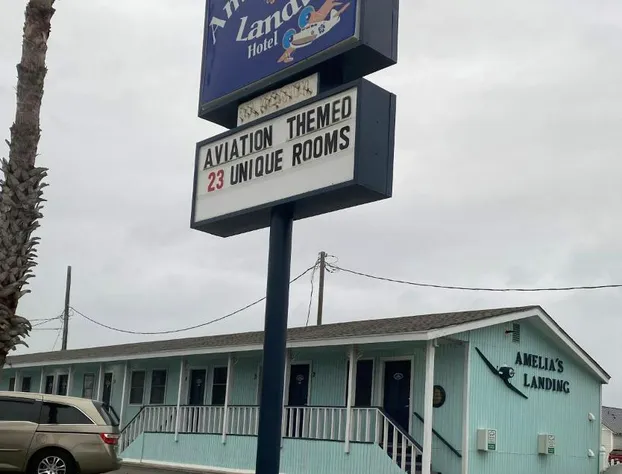 Landing
Hotel
AVIATION THEMED
23 UNIQUE ROOMS
AMELIA'S
LANDING